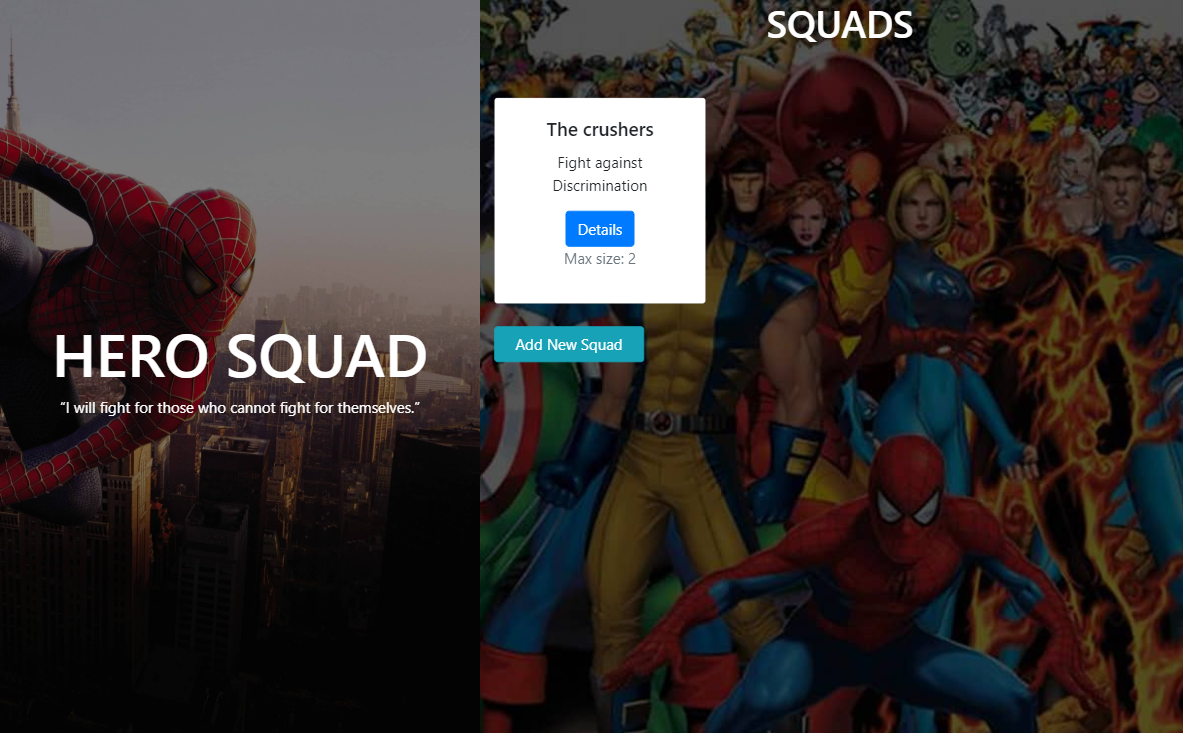 HERO SQUAD
“I will fight for those who cannot fight for themselves.”
SQUADS
The crushers
Fight against
Discrimination
Details
Max size: 2
Add New Squad